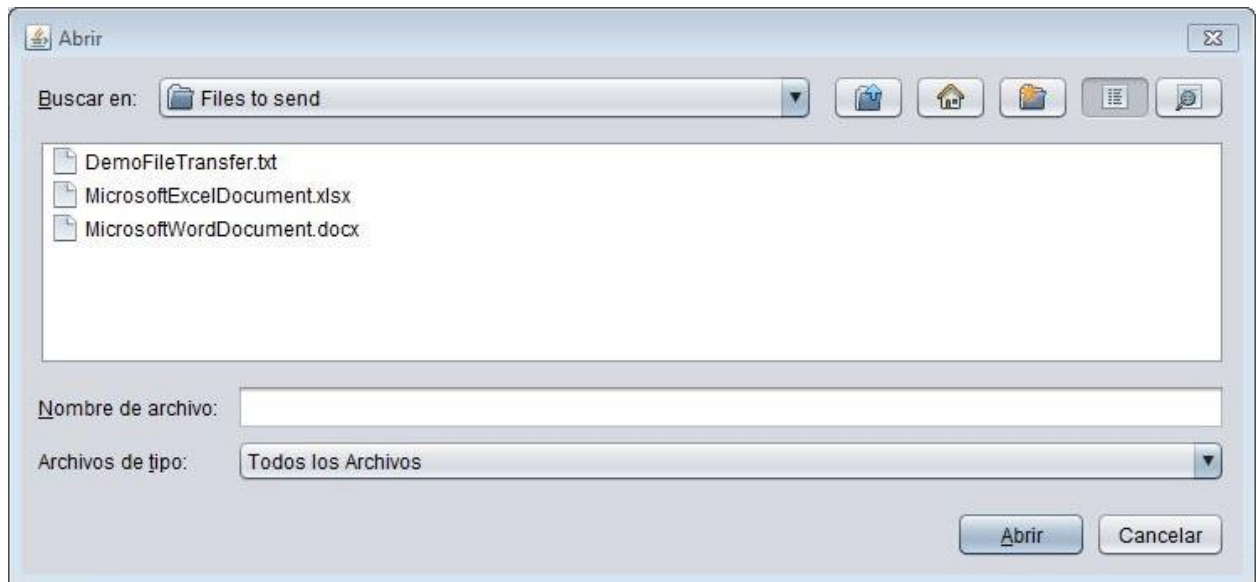 Abrir
Buscar en: Files to send
DemoFileTransfer.txt
MicrosoftExcelDocument.xlsx
MicrosoftWordDocument.docx
Nombre de archivo:
Archivos de tipo: Todos los Archivos
Abrir Cancelar